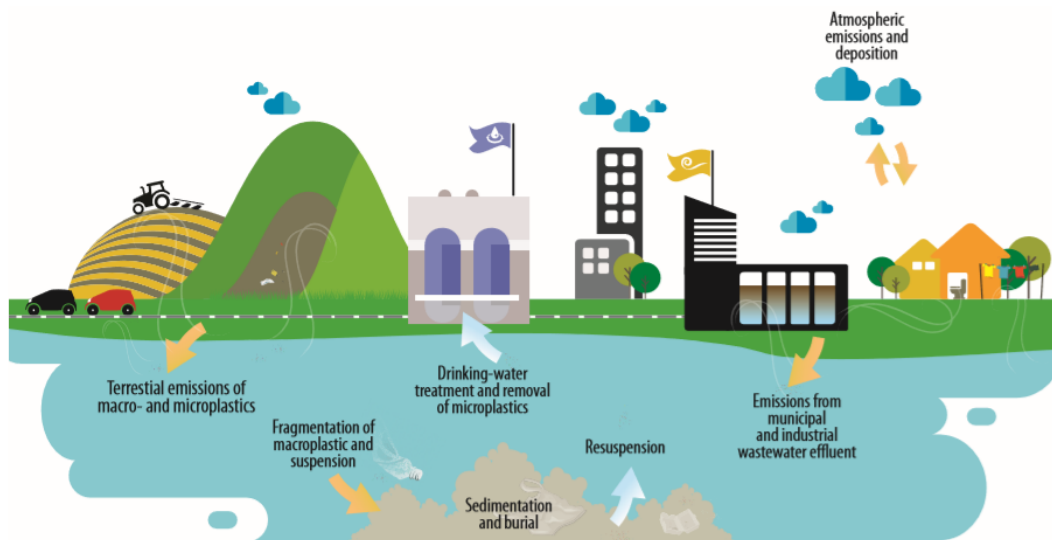 Atmospheric
emissions and
deposition
Terrestial emissions of
macro- and microplastics
Drinking-water
treatment and removal
of microplastics
Emissions from
municipal
and industrial
wastewater effluent
Fragmentation of
macroplastic and
suspension
Resuspension
Sedimentation
and burial